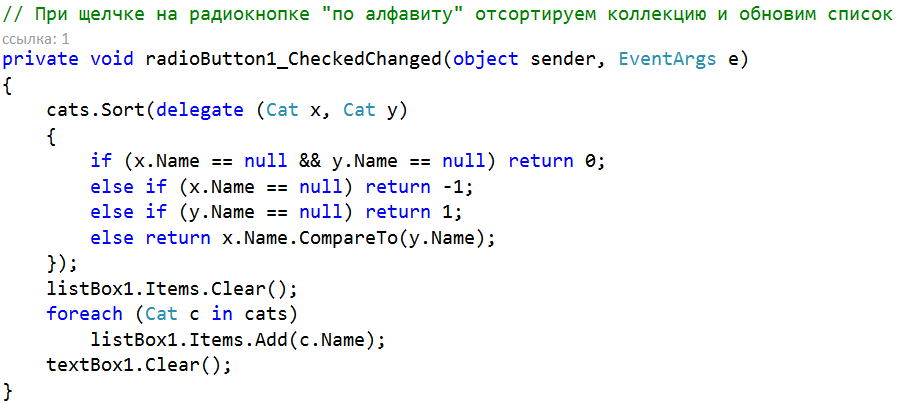 // При щелчке на радиокнопке "по алфавиту" отсортируем коллекцию и обновим список
ссылка: 1
private void radioButton1_CheckedChanged(object sender, EventArgs e)
{
    cats.Sort(delegate (Cat x, Cat y)
    {
        if (x.Name == null && y.Name == null) return 0;
        else if (x.Name == null) return -1;
        else if (y.Name == null) return 1;
        else return x.Name.CompareTo(y.Name);
    });
    listBox1.Items.Clear();
    foreach (Cat c in cats)
        listBox1.Items.Add(c.Name);
    textBox1.Clear();
}